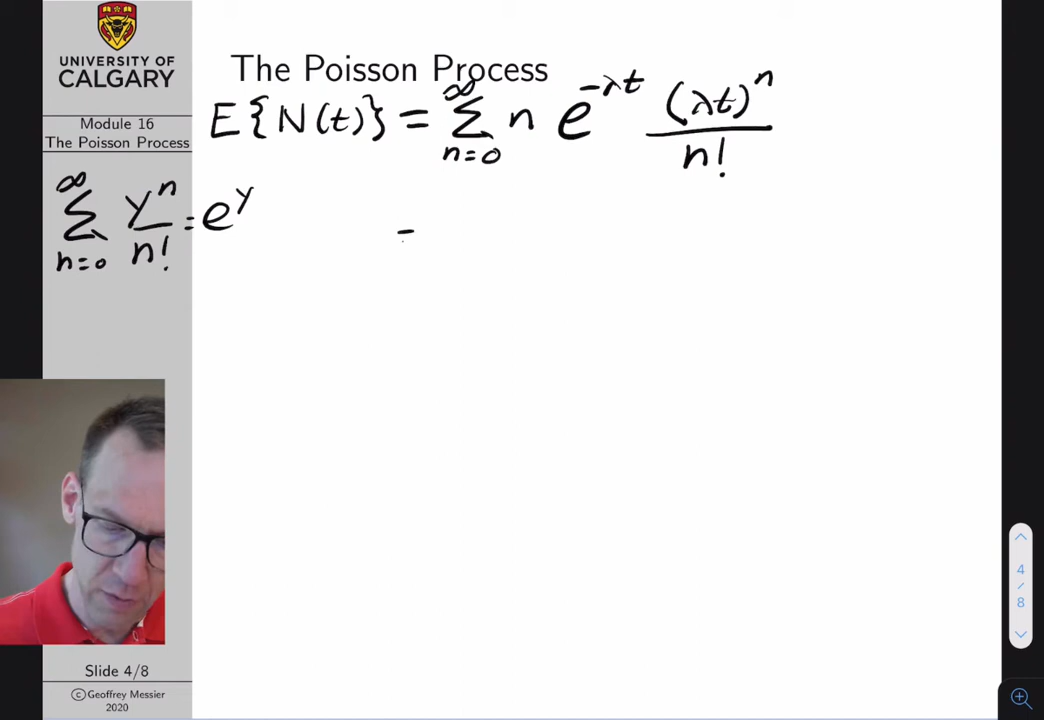 UNIVERSITY OF
CALGARY
Module 16
The Poisson Process
The Poisson Process
E{N(t)} = ∑_{n=0}^{∞} n e^{-λt} (λt)^n / n!
∑_{n=0}^{∞} y^n / n! = e^y
=
4
/
8
Slide 4/8
©Geoffrey Messier
2020